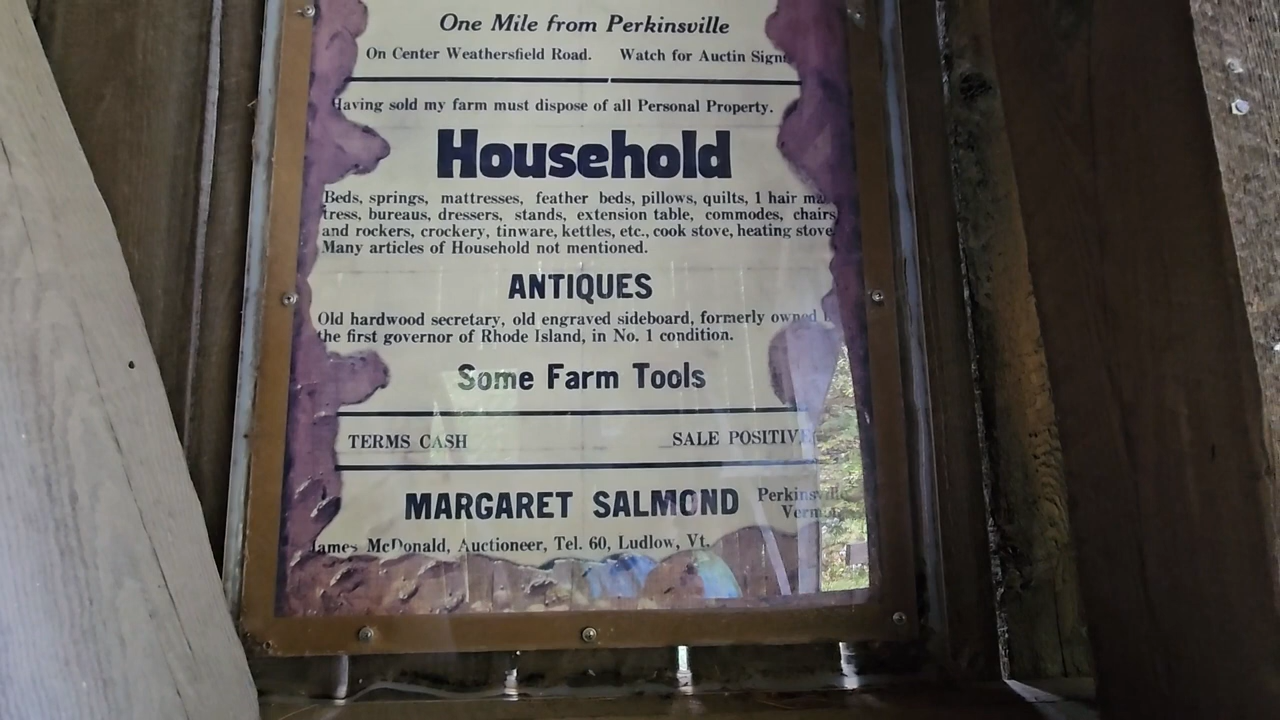 One Mile from Perkinsville
On Center Weathersfield Road. Watch for Auctin Signs
Having sold my farm must dispose of all Personal Property.
Household
Beds, springs, mattresses, feather beds, pillows, quilts, 1 hair mat
tress, bureaus, dressers, stands, extension table, commodes, chairs
and rockers, crockery, tinware, kettles, etc., cook stove, heating stove.
Many articles of Household not mentioned.
ANTIQUES
Old hardwood secretary, old engraved sideboard, formerly owned
the first governor of Rhode Island, in No. 1 condition.
Some Farm Tools
TERMS CASH SALE POSITIVE
MARGARET SALMOND Perkinsville
Vermont
James McDonald, Auctioneer, Tel. 60, Ludlow, Vt.